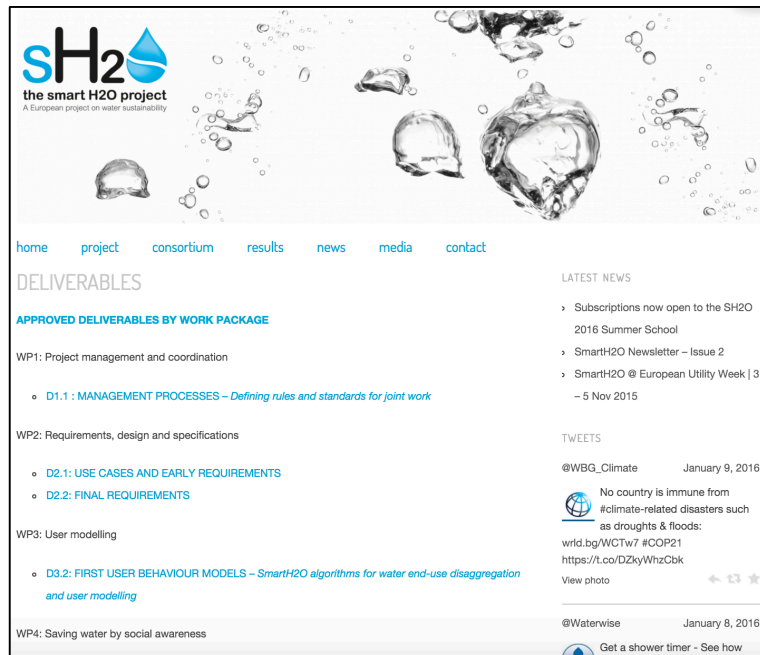 sH2O
the smart H2O project
A European project on water sustainability
home project consortium results news media contact
DELIVERABLES
APPROVED DELIVERABLES BY WORK PACKAGE
WP1: Project management and coordination
D1.1 : MANAGEMENT PROCESSES – Defining rules and standards for joint work
WP2: Requirements, design and specifications
D2.1: USE CASES AND EARLY REQUIREMENTS
D2.2: FINAL REQUIREMENTS
WP3: User modelling
D3.2: FIRST USER BEHAVIOUR MODELS – SmartH2O algorithms for water end-use disaggregation
and user modelling
WP4: Saving water by social awareness
LATEST NEWS
Subscriptions now open to the SH2O
2016 Summer School
SmartH2O Newsletter – Issue 2
SmartH2O @ European Utility Week | 3
– 5 Nov 2015
TWEETS
@WBG_Climate January 9, 2016
No country is immune from
#climate-related disasters such
as droughts & floods:
wrld.bg/WCTw7 #COP21
https://t.co/DZkyWhzCbk
View photo
@Waterwise January 8, 2016
Get a shower timer - See how